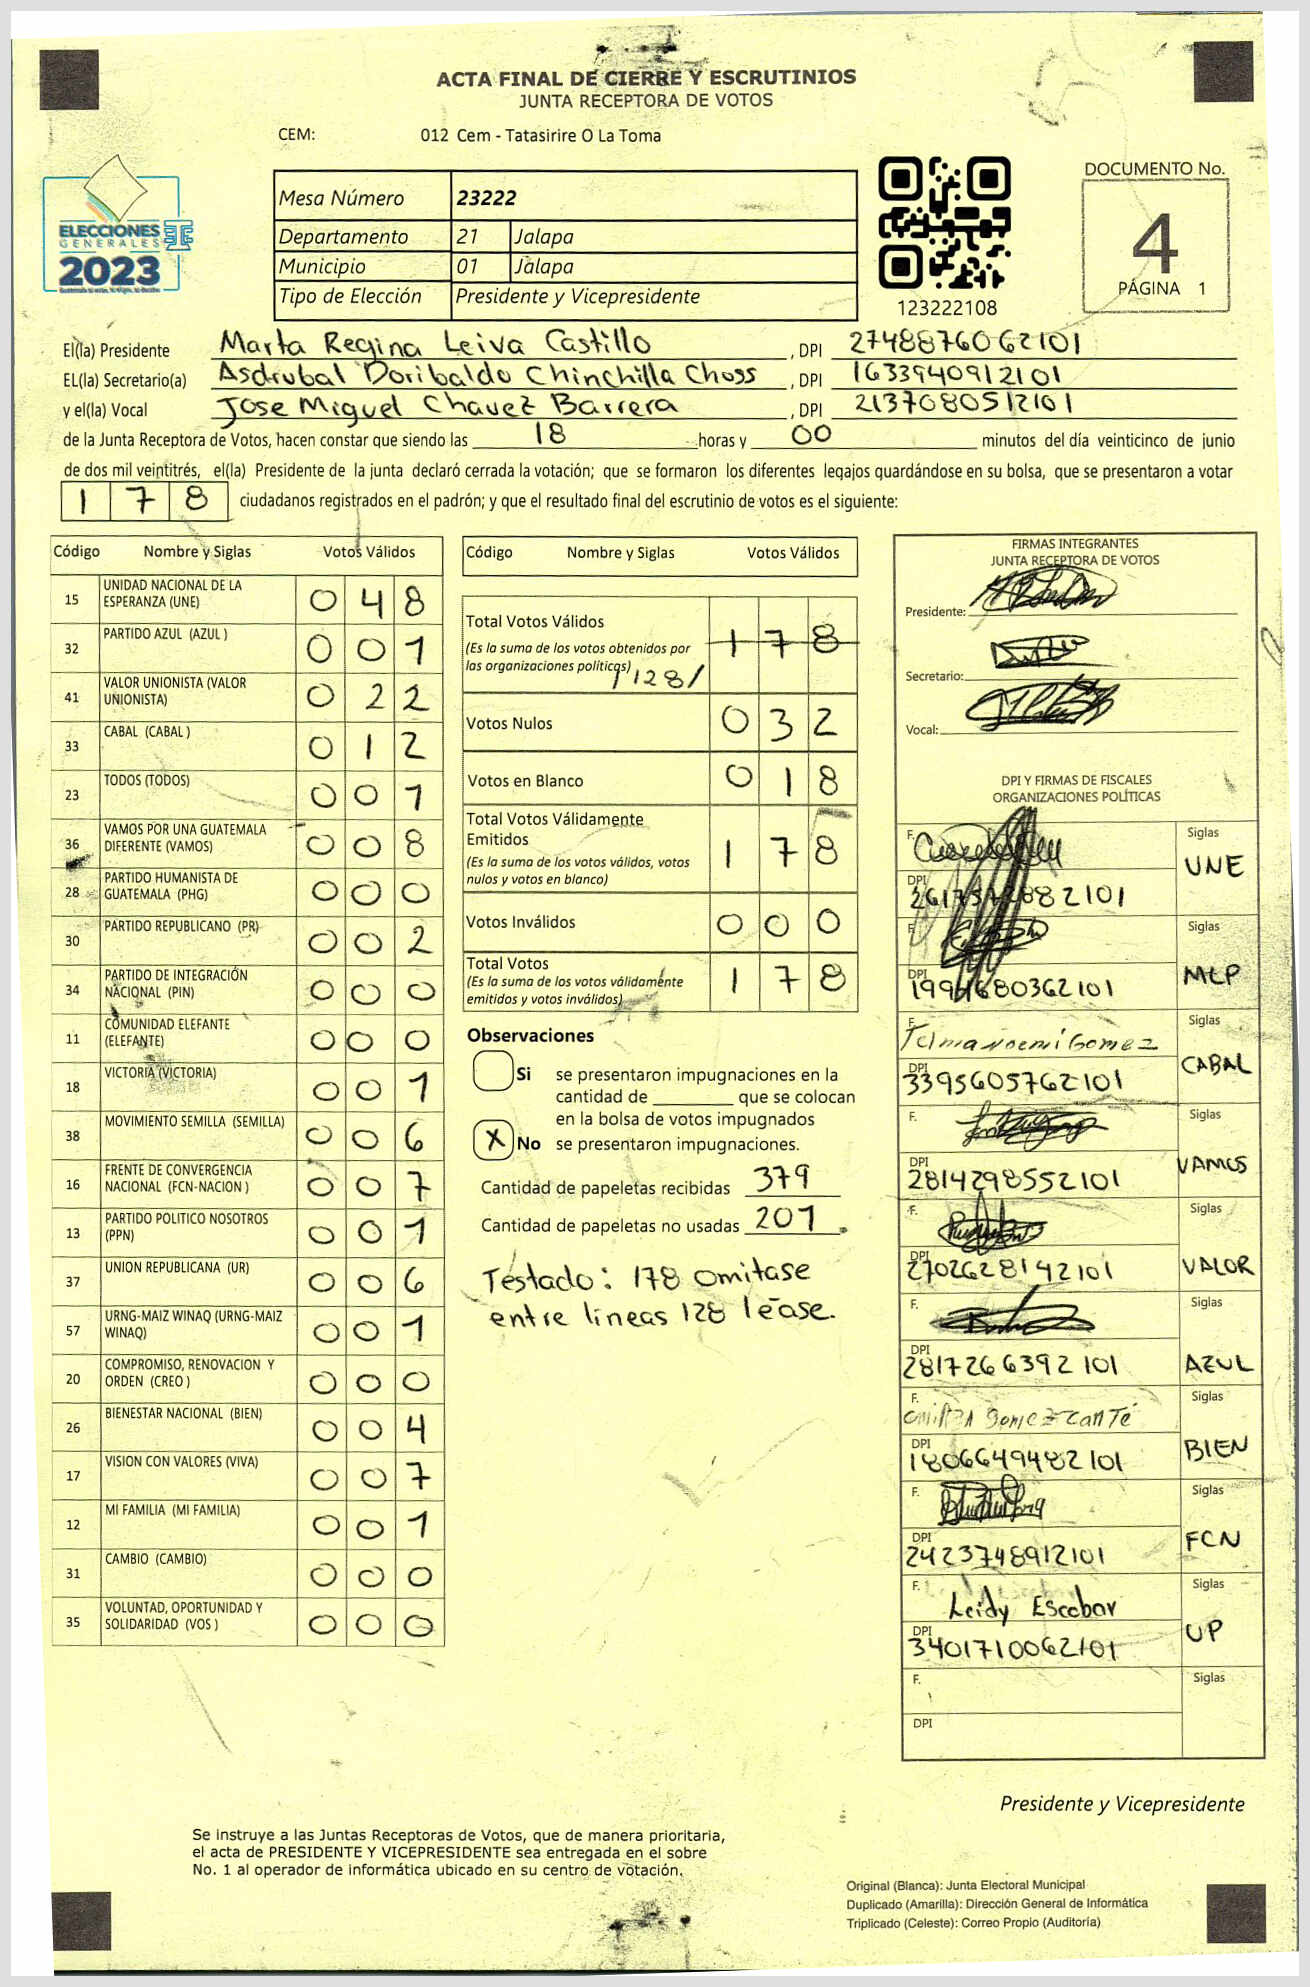 ACTA FINAL DE CIERRE Y ESCRUTINIOS
JUNTA RECEPTORA DE VOTOS
CEM: 012 Cem - Tatasirire O La Toma
ELECCIONES
GENERALES
2023
Mesa Número 23222
Departamento 21 Jalapa
Municipio 01 Jalapa
Tipo de Elección Presidente y Vicepresidente
123222108
DOCUMENTO No.
4
PÁGINA 1
El(la) Presidente Marta Regina Leiva Castillo , DPI 2748876062101
EL(la) Secretario(a) Asdrubal Doribaldo Chinchilla Choss , DPI 1633940912101
y el(la) Vocal Jose Miguel Chavez Barrera , DPI 2137080512101
de la Junta Receptora de Votos, hacen constar que siendo las 18 horas y 00 minutos del día veinticinco de junio
de dos mil veintitrés, el(la) Presidente de la junta declaró cerrada la votación; que se formaron los diferentes legajos guardándose en su bolsa, que se presentaron a votar
1 7 8 ciudadanos registrados en el padrón; y que el resultado final del escrutinio de votos es el siguiente:
Código Nombre y Siglas Votos Válidos
15 UNIDAD NACIONAL DE LA ESPERANZA (UNE) 0 4 8
32 PARTIDO AZUL (AZUL ) 0 0 1
41 VALOR UNIONISTA (VALOR UNIONISTA) 0 2 2
33 CABAL (CABAL ) 0 1 2
23 TODOS (TODOS) 0 0 1
36 VAMOS POR UNA GUATEMALA DIFERENTE (VAMOS) 0 0 8
28 PARTIDO HUMANISTA DE GUATEMALA (PHG) 0 0 0
30 PARTIDO REPUBLICANO (PR) 0 0 2
34 PARTIDO DE INTEGRACIÓN NACIONAL (PIN) 0 0 0
11 COMUNIDAD ELEFANTE (ELEFANTE) 0 0 0
18 VICTORIA (VICTORIA) 0 0 1
38 MOVIMIENTO SEMILLA (SEMILLA) 0 0 6
16 FRENTE DE CONVERGENCIA NACIONAL (FCN-NACION ) 0 0 7
13 PARTIDO POLITICO NOSOTROS (PPN) 0 0 1
37 UNION REPUBLICANA (UR) 0 0 6
57 URNG-MAIZ WINAQ (URNG-MAIZ WINAQ) 0 0 1
20 COMPROMISO, RENOVACION Y ORDEN (CREO ) 0 0 0
26 BIENESTAR NACIONAL (BIEN) 0 0 4
17 VISION CON VALORES (VIVA) 0 0 7
12 MI FAMILIA (MI FAMILIA) 0 0 1
31 CAMBIO (CAMBIO) 0 0 0
35 VOLUNTAD, OPORTUNIDAD Y SOLIDARIDAD (VOS ) 0 0 0
Código Nombre y Siglas Votos Válidos
Total Votos Válidos 1 7 8
(Es la suma de los votos obtenidos por
las organizaciones políticas) /128/
Votos Nulos 0 3 2
Votos en Blanco 0 1 8
Total Votos Válidamente
Emitidos 1 7 8
(Es la suma de los votos válidos, votos
nulos y votos en blanco)
Votos Inválidos 0 0 0
Total Votos 1 7 8
(Es la suma de los votos válidamente
emitidos y votos inválidos)
Observaciones
Si se presentaron impugnaciones en la
cantidad de ________ que se colocan
en la bolsa de votos impugnados
X No se presentaron impugnaciones.
Cantidad de papeletas recibidas 379
Cantidad de papeletas no usadas 201
Testado: 178 omitase
entre lineas 128 léase.
FIRMAS INTEGRANTES
JUNTA RECEPTORA DE VOTOS
Presidente:
Secretario:
Vocal:
DPI Y FIRMAS DE FISCALES
ORGANIZACIONES POLÍTICAS
F. Siglas UNE
DPI 2617572882101
F. Siglas MLP
DPI 1994680362101
F. Telma Noemi Gomez Siglas CABAL
DPI 3395605762101
F. Siglas VAMOS
DPI 2814298552101
F. Siglas VALOR
DPI 2702628142101
F. Siglas AZUL
DPI 2817266392101
F. Gomez Canté Siglas BIEN
DPI 1806649482101
F. Siglas FCN
DPI 2423748912101
F. Leidy Escobar Siglas UP
DPI 3401710062101
F. Siglas
DPI
Presidente y Vicepresidente
Se instruye a las Juntas Receptoras de Votos, que de manera prioritaria,
el acta de PRESIDENTE Y VICEPRESIDENTE sea entregada en el sobre
No. 1 al operador de informática ubicado en su centro de votación.
Original (Blanca): Junta Electoral Municipal
Duplicado (Amarilla): Dirección General de Informática
Triplicado (Celeste): Correo Propio (Auditoría)